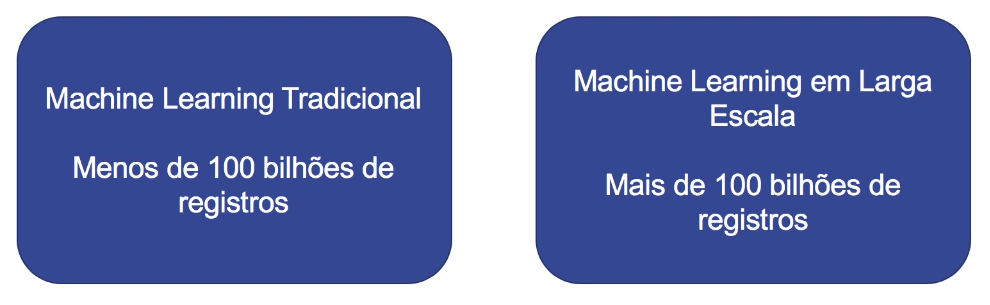 Machine Learning Tradicional
Menos de 100 bilhões de
registros
Machine Learning em Larga
Escala
Mais de 100 bilhões de
registros